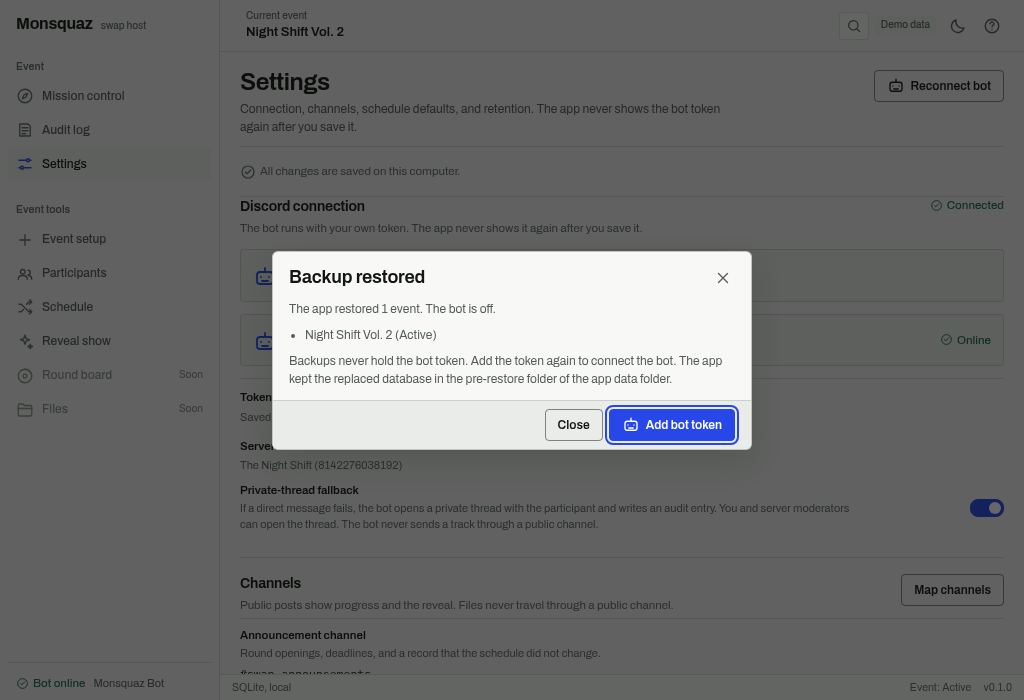 Monsquaz swap host
Current event
Night Shift Vol. 2
Demo data
Event
Mission control
Audit log
Settings
Event tools
Event setup
Participants
Schedule
Reveal show
Round board Soon
Files Soon
Bot online Monsquaz Bot
Settings
Reconnect bot
Connection, channels, schedule defaults, and retention. The app never shows the bot token
again after you save it.
All changes are saved on this computer.
Discord connection
Connected
The bot runs with your own token. The app never shows it again after you save it.
Online
Backup restored
The app restored 1 event. The bot is off.
• Night Shift Vol. 2 (Active)
Backups never hold the bot token. Add the token again to connect the bot. The app
kept the replaced database in the pre-restore folder of the app data folder.
Close
Add bot token
Token
Saved
Server
The Night Shift (8142276038192)
Private-thread fallback
If a direct message fails, the bot opens a private thread with the participant and writes an audit entry. You and server moderators
can open the thread. The bot never sends a track through a public channel.
Channels
Map channels
Public posts show progress and the reveal. Files never travel through a public channel.
Announcement channel
Round openings, deadlines, and a record that the schedule did not change.
SQLite, local
Event: Active v0.1.0